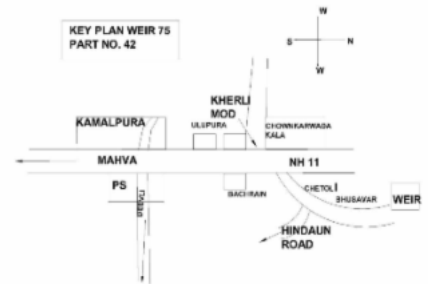 KEY PLAN WEIR 75
PART NO. 42
W
S
N
W
KAMALPURA
ULUPURA
KHERLI
MOD
CHOWNKARWADA
KALA
MAHVA
NH 11
PS
BACHRAIN
CHETOLI
BHUSAVAR
WEIR
HINDAUN
ROAD